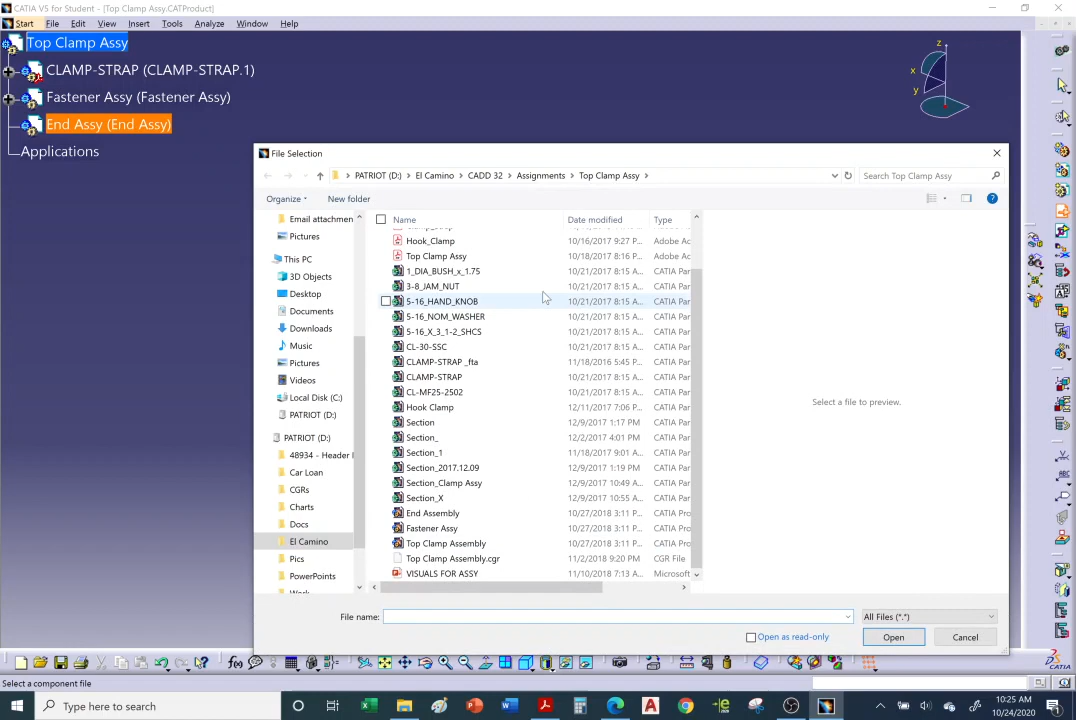 CATIA V5 for Student - [Top Clamp Assy.CATProduct]
Start File Edit View Insert Tools Analyze Window Help
Top Clamp Assy
CLAMP-STRAP (CLAMP-STRAP.1)
Fastener Assy (Fastener Assy)
End Assy (End Assy)
Applications
z
x
y
File Selection
PATRIOT (D:) > El Camino > CADD 32 > Assignments > Top Clamp Assy >
Search Top Clamp Assy
Organize
New folder
Email attachmen
Pictures
This PC
3D Objects
Desktop
Documents
Downloads
Music
Pictures
Videos
Local Disk (C:)
PATRIOT (D:)
PATRIOT (D:)
48934 - Header
Car Loan
CGRs
Charts
Docs
El Camino
Pics
PowerPoints
Name Date modified Type
Hook_Clamp 10/16/2017 9:27 P... Adobe Ac
Top Clamp Assy 10/18/2017 8:16 P... Adobe Ac
1_DIA_BUSH_x_1.75 10/21/2017 8:15 A... CATIA Par
3-8_JAM_NUT 10/21/2017 8:15 A... CATIA Par
5-16_HAND_KNOB 10/21/2017 8:15 A... CATIA Par
5-16_NOM_WASHER 10/21/2017 8:15 A... CATIA Par
5-16_X_3_1-2_SHCS 10/21/2017 8:15 A... CATIA Par
CL-30-SSC 10/21/2017 8:15 A... CATIA Par
CLAMP-STRAP _fta 11/18/2016 5:45 P... CATIA Par
CLAMP-STRAP 10/21/2017 8:15 A... CATIA Par
CL-MF25-2502 10/21/2017 8:15 A... CATIA Par
Hook Clamp 12/11/2017 7:06 P... CATIA Par
Section 12/9/2017 1:17 PM CATIA Par
Section_ 12/2/2017 4:01 PM CATIA Par
Section_1 11/18/2017 9:01 A... CATIA Par
Section_2017.12.09 12/9/2017 1:19 PM CATIA Par
Section_Clamp Assy 12/9/2017 10:49 A... CATIA Par
Section_X 12/9/2017 10:55 A... CATIA Par
End Assembly 10/27/2018 3:11 P... CATIA Pro
Fastener Assy 10/27/2018 3:11 P... CATIA Pro
Top Clamp Assembly 10/27/2018 3:11 P... CATIA Pro
Top Clamp Assembly.cgr 11/2/2018 9:20 PM CGR File
VISUALS FOR ASSY 11/10/2018 7:13 A... Microsoft
Select a file to preview.
File name:
All Files (*.*)
Open as read-only
Open
Cancel
Select a component file
Type here to search
10:25 AM
10/24/2020